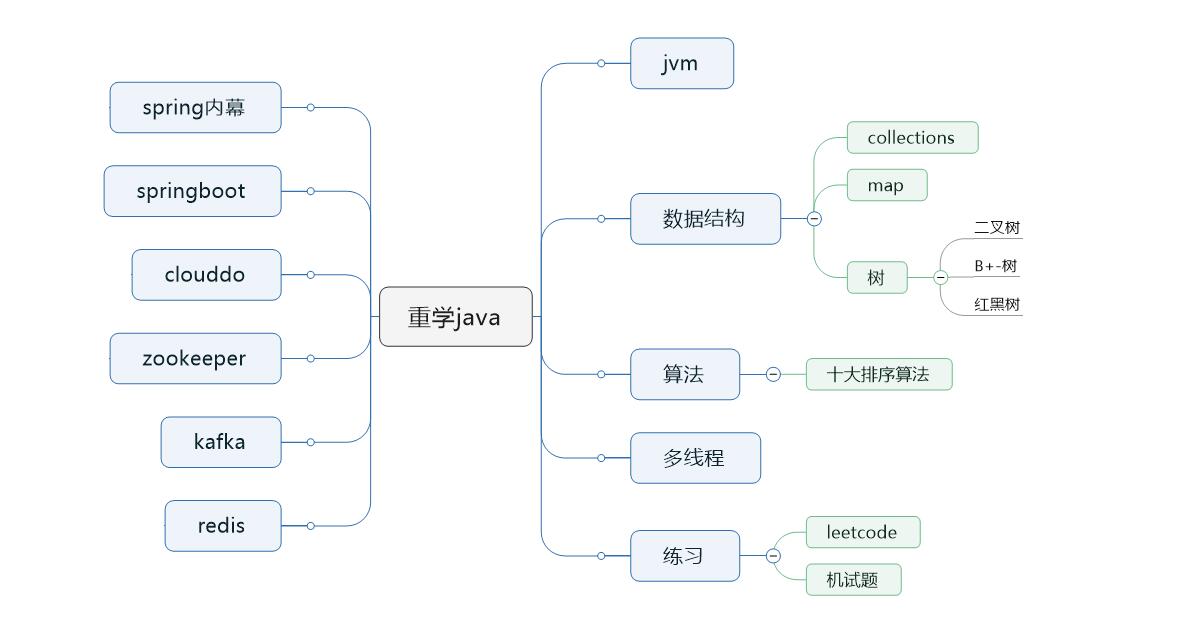 重学java
jvm
数据结构
collections
map
树
二叉树
B+-树
红黑树
算法
十大排序算法
多线程
练习
leetcode
机试题
spring内幕
springboot
clouddo
zookeeper
kafka
redis